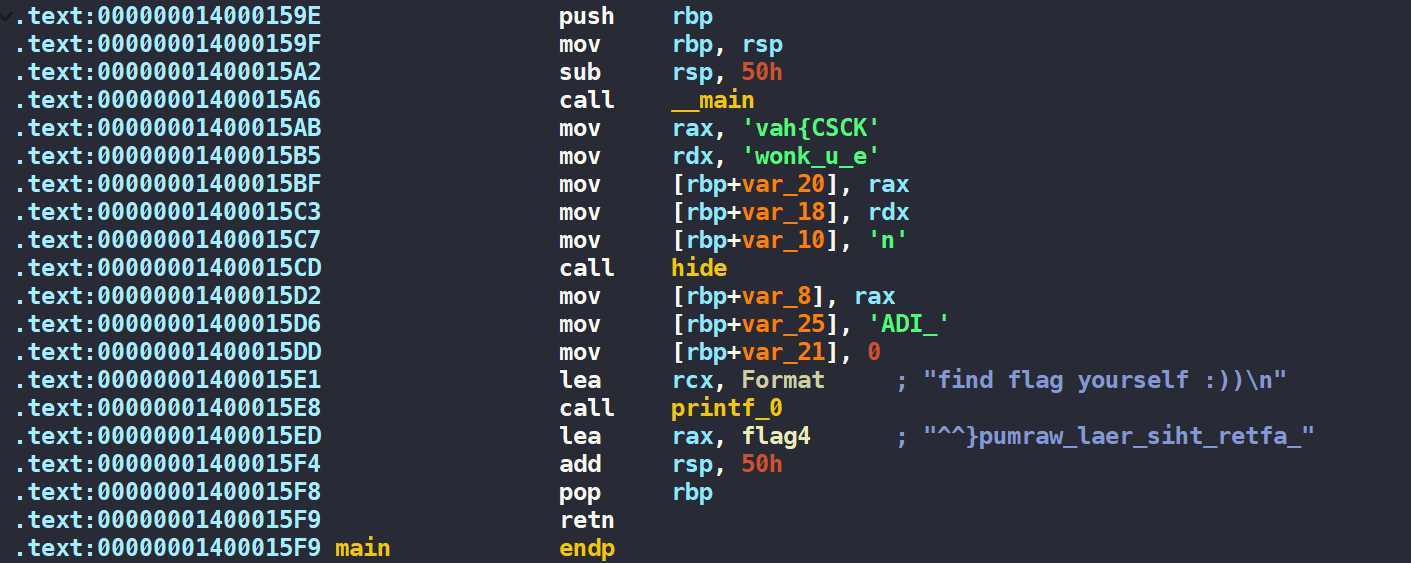 .text:000000014000159E push rbp
.text:000000014000159F mov rbp, rsp
.text:00000001400015A2 sub rsp, 50h
.text:00000001400015A6 call __main
.text:00000001400015AB mov rax, 'vah{CSCK'
.text:00000001400015B5 mov rdx, 'wonk_u_e'
.text:00000001400015BF mov [rbp+var_20], rax
.text:00000001400015C3 mov [rbp+var_18], rdx
.text:00000001400015C7 mov [rbp+var_10], 'n'
.text:00000001400015CD call hide
.text:00000001400015D2 mov [rbp+var_8], rax
.text:00000001400015D6 mov [rbp+var_25], 'ADI_'
.text:00000001400015DD mov [rbp+var_21], 0
.text:00000001400015E1 lea rcx, Format ; "find flag yourself :))\n"
.text:00000001400015E8 call printf_0
.text:00000001400015ED lea rax, flag4 ; "^^}pumraw_laer_siht_retfa_"
.text:00000001400015F4 add rsp, 50h
.text:00000001400015F8 pop rbp
.text:00000001400015F9 retn
.text:00000001400015F9 main endp